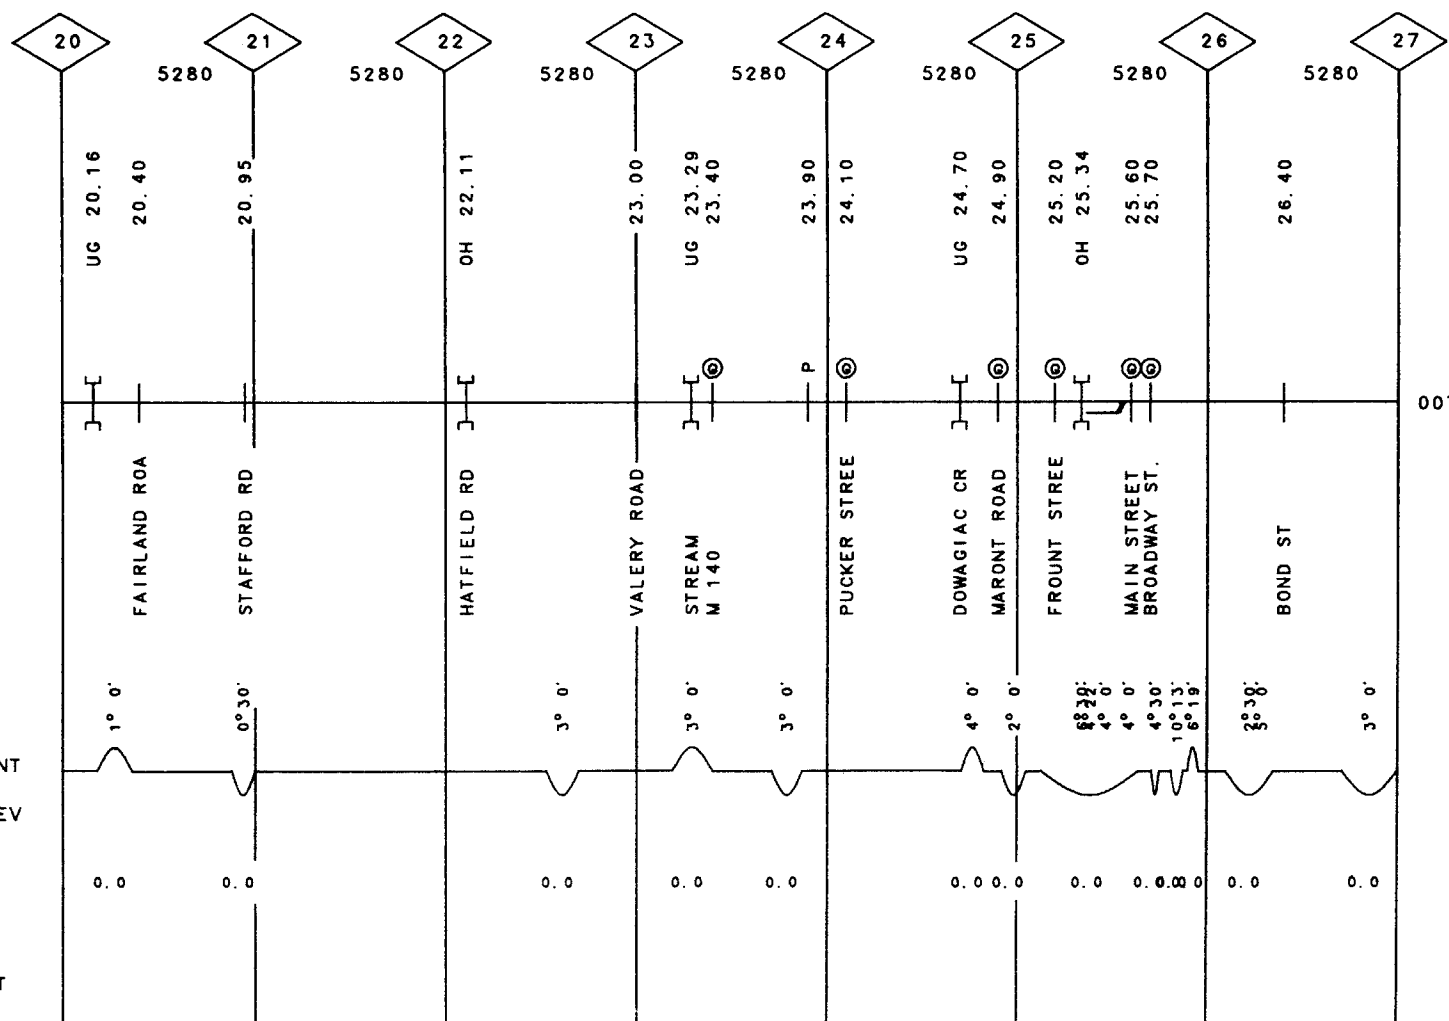 20 21 22 23 24 25 26 27
5280 5280 5280 5280 5280 5280 5280
UG 20.16
20.40
20.95
OH 22.11
23.00
UG 23.29
23.40
23.90
24.10
UG 24.70
24.90
25.20
OH 25.34
25.60
25.70
26.40
G P G G G G G
FAIRLAND ROA
STAFFORD RD
HATFIELD RD
VALERY ROAD
STREAM
M 140
PUCKER STREE
DOWAGIAC CR
MARONT ROAD
FROUNT STREE
MAIN STREET
BROADWAY ST.
BOND ST
1° 0'
0°30'
3° 0'
3° 0'
3° 0'
4° 0'
2° 0'
4° 0'
4° 0'
4°30'
10°13'
6°19'
3° 0'
NT
EV
0.0 0.0 0.0 0.0 0.0 0.0 0.0 0.0 0.0 0.0
T